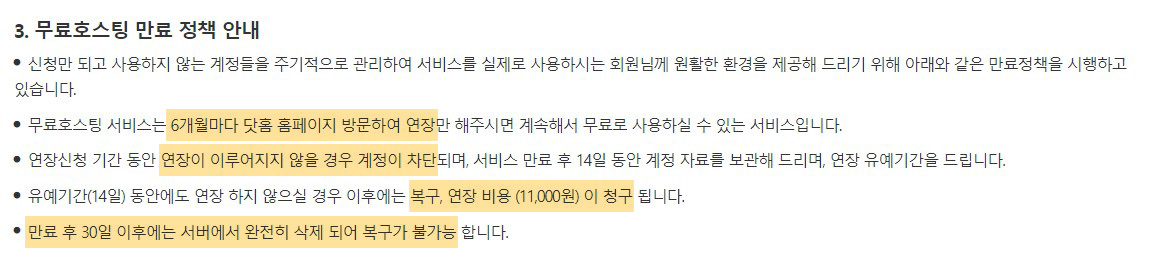 3. 무료호스팅 만료 정책 안내
• 신청만 되고 사용하지 않는 계정들을 주기적으로 관리하여 서비스를 실제로 사용하시는 회원님께 원활한 환경을 제공해 드리기 위해 아래와 같은 만료정책을 시행하고
있습니다.
• 무료호스팅 서비스는 6개월마다 닷홈 홈페이지 방문하여 연장만 해주시면 계속해서 무료로 사용하실 수 있는 서비스입니다.
• 연장신청 기간 동안 연장이 이루어지지 않을 경우 계정이 차단되며, 서비스 만료 후 14일 동안 계정 자료를 보관해 드리며, 연장 유예기간을 드립니다.
• 유예기간(14일) 동안에도 연장 하지 않으실 경우 이후에는 복구, 연장 비용 (11,000원) 이 청구 됩니다.
• 만료 후 30일 이후에는 서버에서 완전히 삭제 되어 복구가 불가능 합니다.